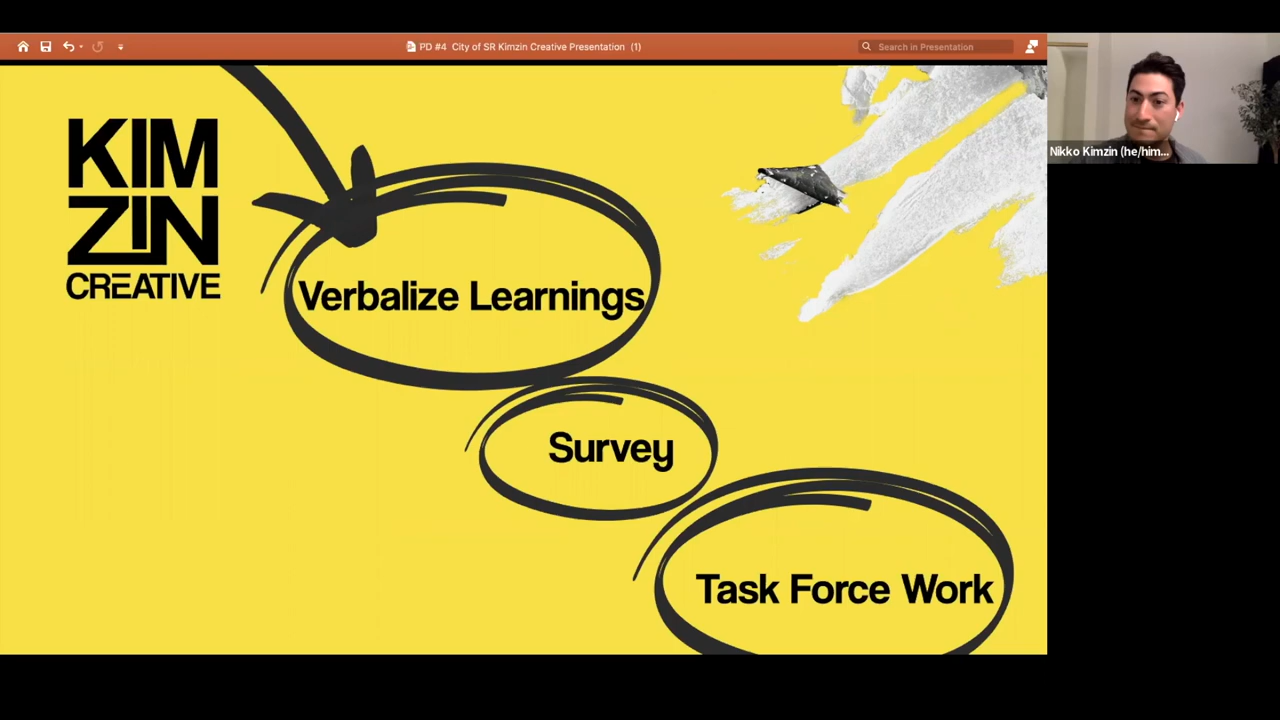 PD #4 City of SR Kimzin Creative Presentation (1)
Search in Presentation
KIM
ZIN
CREATIVE
Verbalize Learnings
Survey
Task Force Work
Nikko Kimzin (he/him...